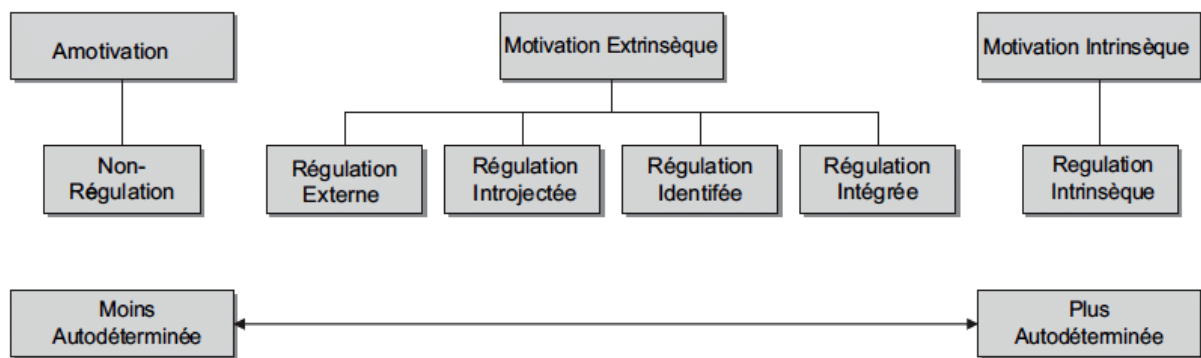 Amotivation
Motivation Extrinsèque
Motivation Intrinsèque
Non-
Régulation
Régulation
Externe
Régulation
Introjectée
Régulation
Identifée
Régulation
Intégrée
Regulation
Intrinsèque
Moins
Autodéterminée
Plus
Autodéterminée